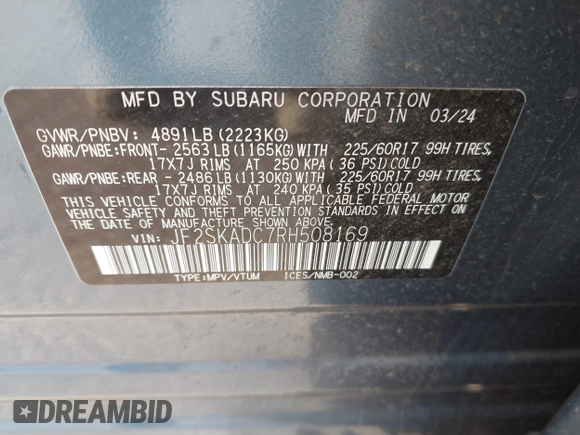 MFD BY SUBARU CORPORATION
MFD IN 03/24
GVWR/PNBV: 4891LB(2223KG)
GAWR/PNBE:FRONT- 2563LB(1165KG)WITH 225/60R17 99H TIRES,
17X7J RIMS AT 250 KPA(36 PSI)COLD
GAWR/PNBE:REAR - 2486LB(1130KG)WITH 225/60R17 99H TIRES,
17X7J RIMS AT 240 KPA(35 PSI)COLD
THIS VEHICLE CONFORMS TO ALL APPLICABLE FEDERAL MOTOR
VEHICLE SAFETY AND THEFT PREVENTION STANDARDS IN EFFECT
ON THE DATE OF MANUFACTURE SHOWN ABOVE.
VIN: JF2SKADC7RH508169
TYPE:MPV/VTUM ICES/NMB-002
DREAMBID